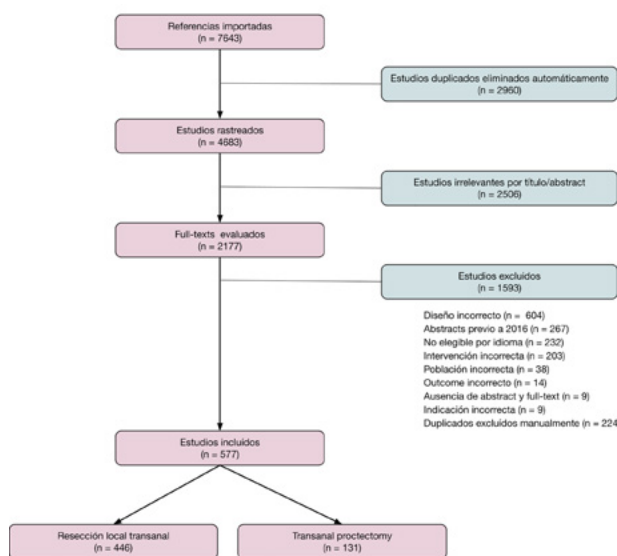 Referencias importadas
(n = 7643)
Estudios duplicados eliminados automáticamente
(n = 2960)
Estudios rastreados
(n = 4683)
Estudios irrelevantes por título/abstract
(n = 2506)
Full-texts evaluados
(n = 2177)
Estudios excluidos
(n = 1593)
Diseño incorrecto (n = 604)
Abstracts previo a 2016 (n = 267)
No elegible por idioma (n = 232)
Intervención incorrecta (n = 203)
Población incorrecta (n = 38)
Outcome incorrecto (n = 14)
Ausencia de abstract y full-text (n = 9)
Indicación incorrecta (n = 9)
Duplicados excluidos manualmente (n = 224
Estudios incluidos
(n = 577)
Resección local transanal
(n = 446)
Transanal proctectomy
(n = 131)